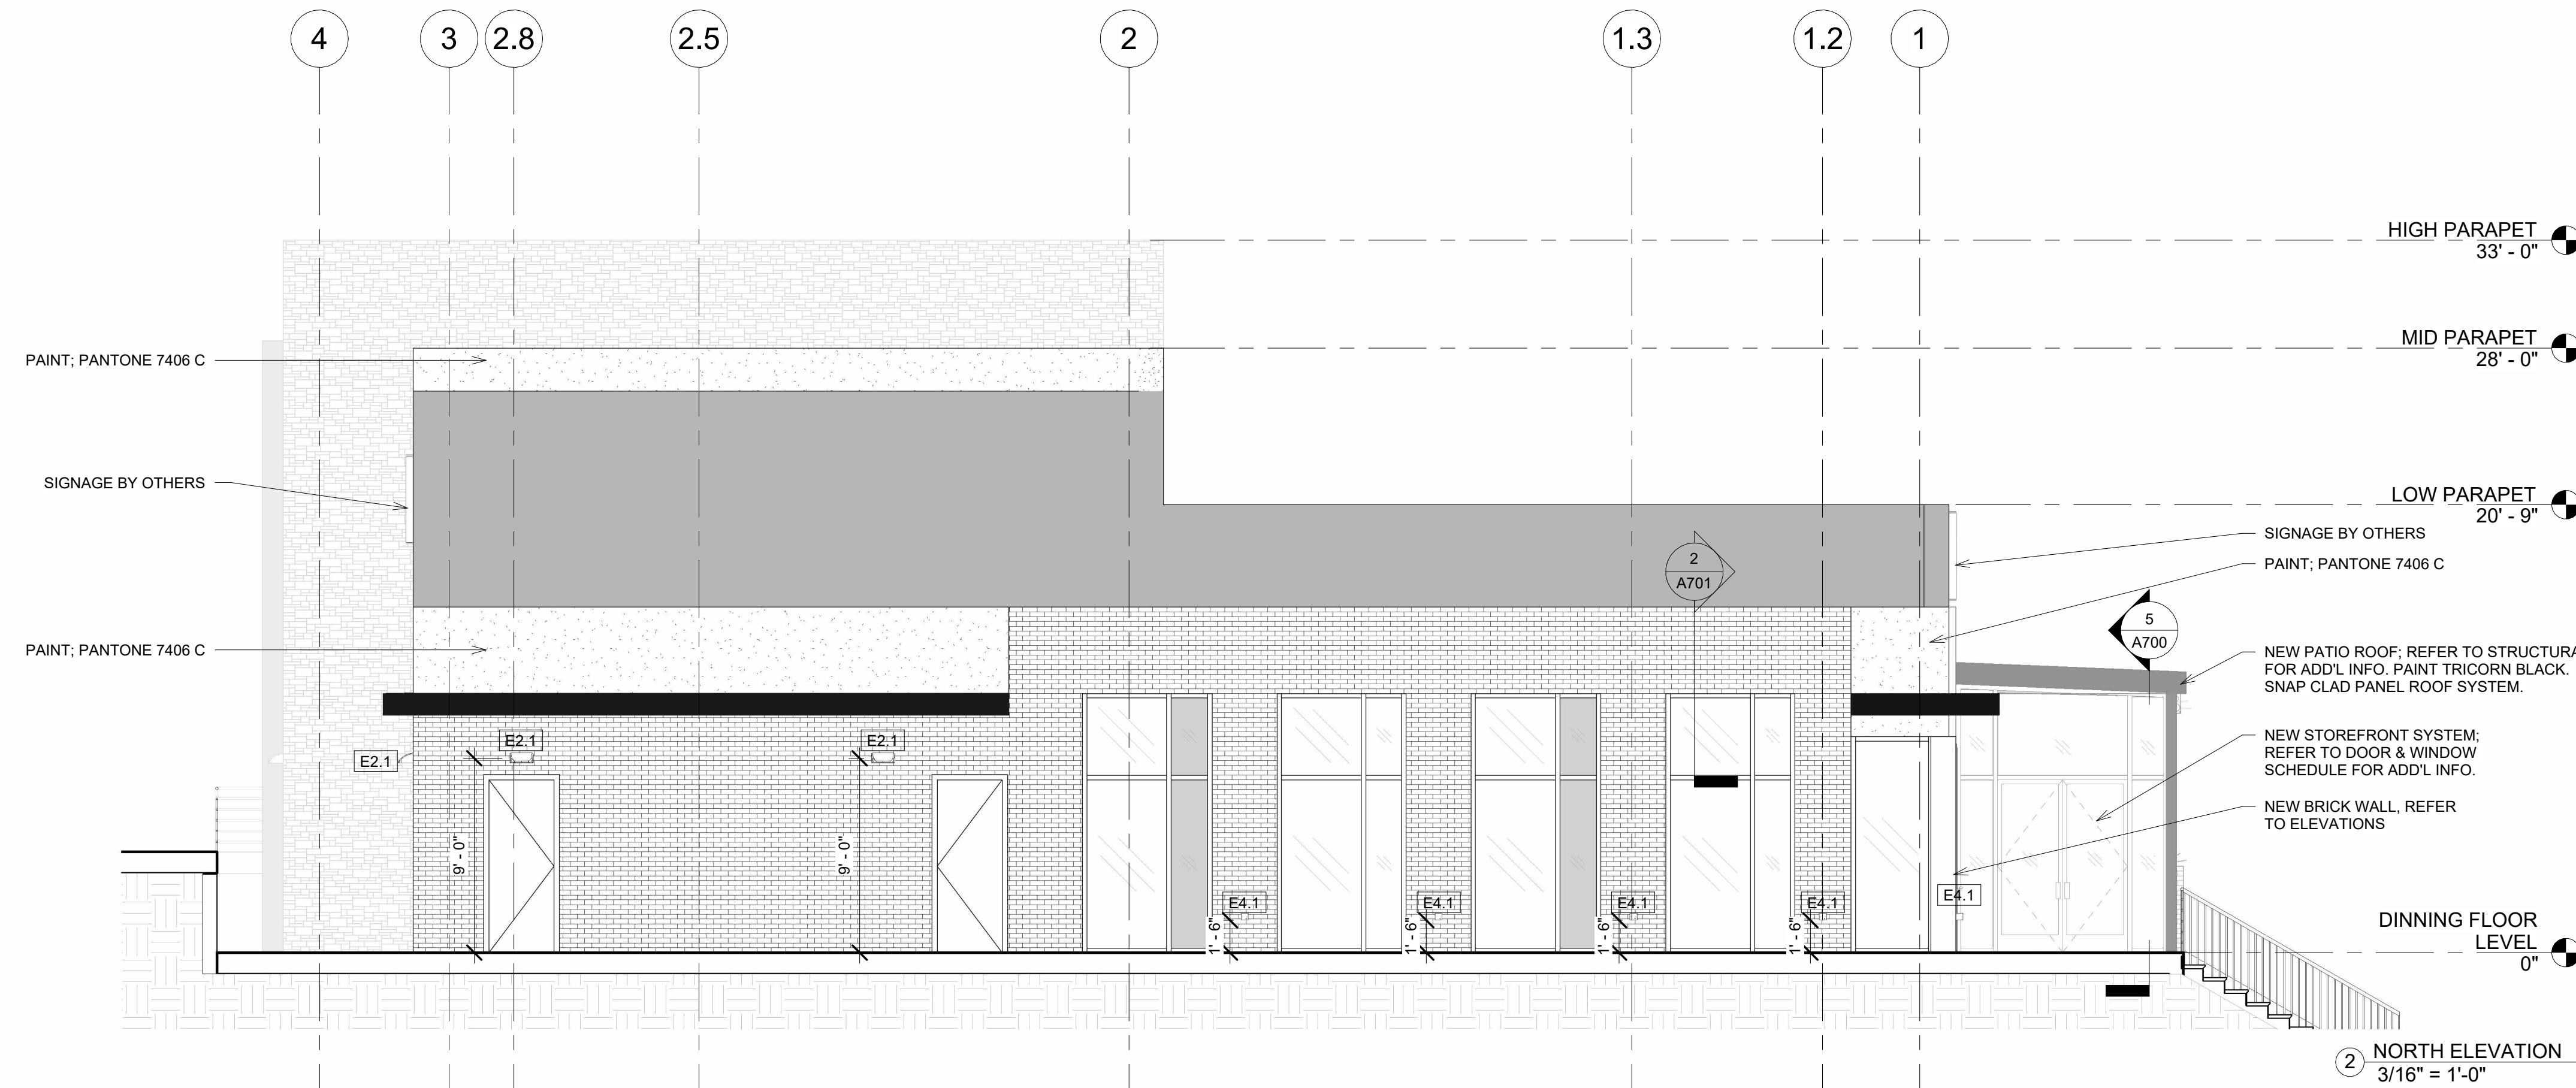 4
3
2.8
2.5
2
1.3
1.2
1
HIGH PARAPET
33' - 0"
MID PARAPET
28' - 0"
PAINT; PANTONE 7406 C
SIGNAGE BY OTHERS
LOW PARAPET
20' - 9"
SIGNAGE BY OTHERS
PAINT; PANTONE 7406 C
2
A701
5
A700
PAINT; PANTONE 7406 C
NEW PATIO ROOF; REFER TO STRUCTURA
FOR ADD'L INFO. PAINT TRICORN BLACK.
SNAP CLAD PANEL ROOF SYSTEM.
E2.1
E2.1
E2.1
NEW STOREFRONT SYSTEM;
REFER TO DOOR & WINDOW
SCHEDULE FOR ADD'L INFO.
NEW BRICK WALL, REFER
TO ELEVATIONS
9' - 0"
9' - 0"
E4.1
E4.1
E4.1
E4.1
E4.1
1' - 6"
1' - 6"
1' - 6"
1' - 6"
DINNING FLOOR
LEVEL
0"
2
NORTH ELEVATION
3/16" = 1'-0"